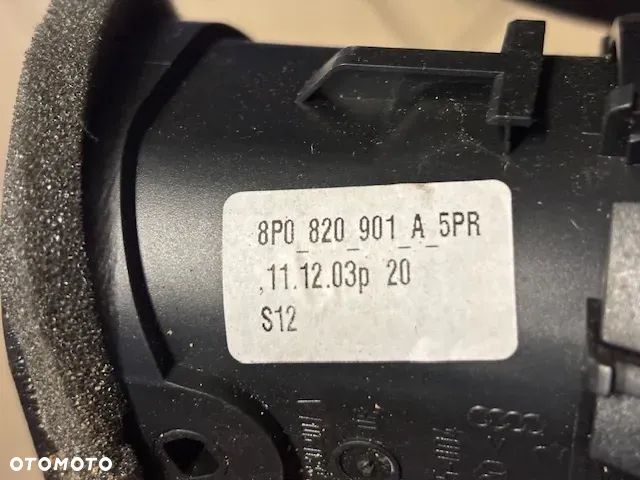 8P0_820_901_A_5PR
,11.12.03p 20
S12
OTOMOTO